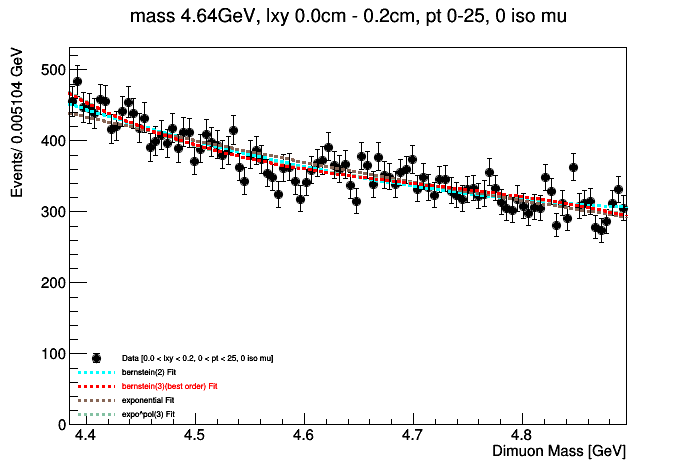 mass 4.64GeV, lxy 0.0cm - 0.2cm, pt 0-25, 0 iso mu
Events/ 0.005104 GeV
500
400
300
200
100
0
Data [0.0 < lxy < 0.2, 0 < pt < 25, 0 iso mu]
bernstein(2) Fit
bernstein(3)(best order) Fit
exponential Fit
expo*pol(3) Fit
4.4 4.5 4.6 4.7 4.8
Dimuon Mass [GeV]